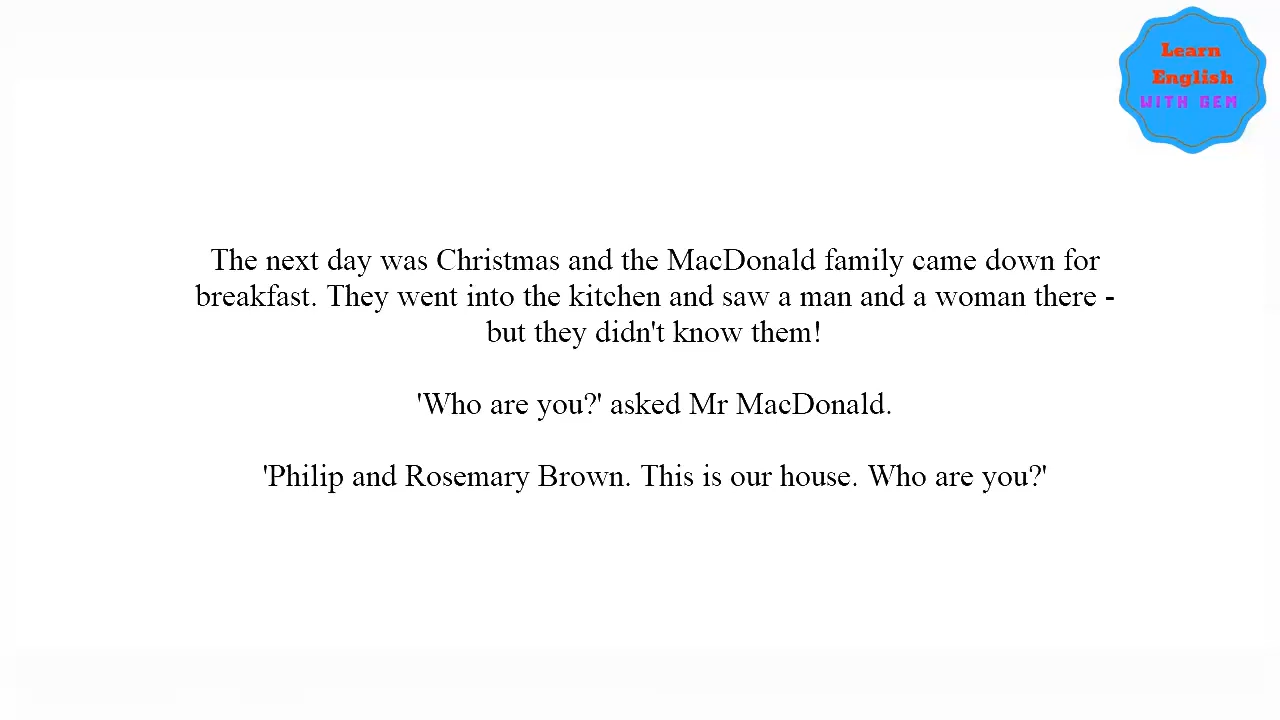 Learn
English
WITH GEM
The next day was Christmas and the MacDonald family came down for
breakfast. They went into the kitchen and saw a man and a woman there -
but they didn't know them!
'Who are you?' asked Mr MacDonald.
'Philip and Rosemary Brown. This is our house. Who are you?'